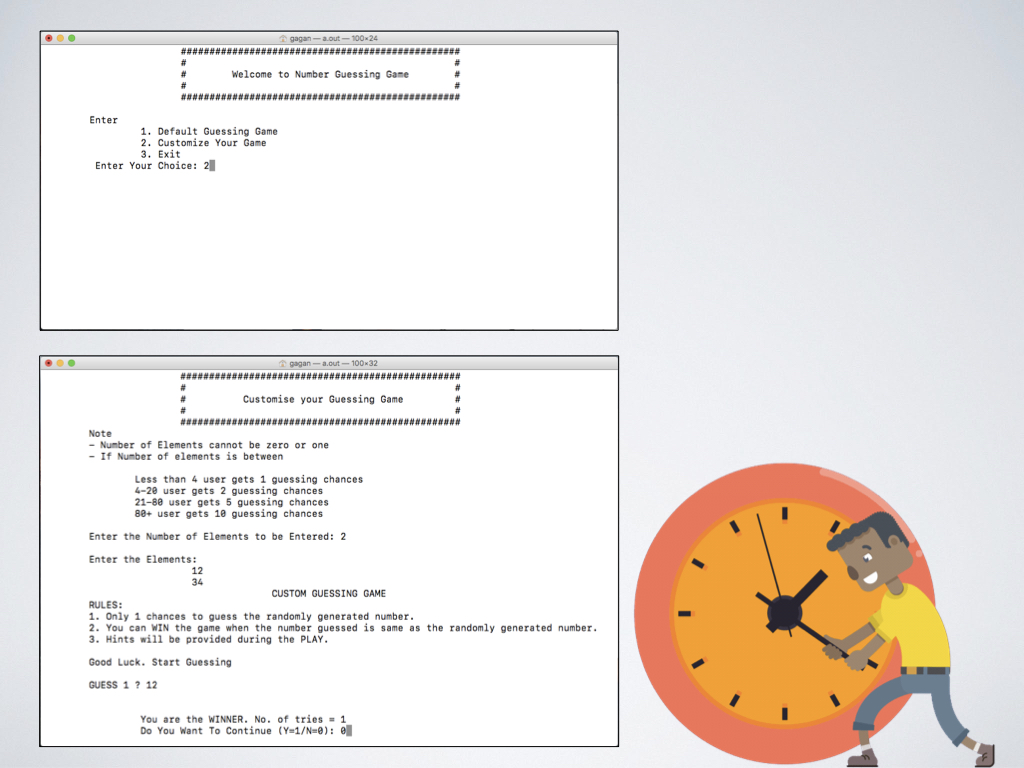 gagan — a.out — 100×24
#################################################
# #
# Welcome to Number Guessing Game #
# #
#################################################
Enter
1. Default Guessing Game
2. Customize Your Game
3. Exit
Enter Your Choice: 2
gagan — a.out — 100×32
#################################################
# #
# Customise your Guessing Game #
# #
#################################################
Note
- Number of Elements cannot be zero or one
- If Number of elements is between
Less than 4 user gets 1 guessing chances
4-20 user gets 2 guessing chances
21-80 user gets 5 guessing chances
80+ user gets 10 guessing chances
Enter the Number of Elements to be Entered: 2
Enter the Elements:
12
34
CUSTOM GUESSING GAME
RULES:
1. Only 1 chances to guess the randomly generated number.
2. You can WIN the game when the number guessed is same as the randomly generated number.
3. Hints will be provided during the PLAY.
Good Luck. Start Guessing
GUESS 1 ? 12
You are the WINNER. No. of tries = 1
Do You Want To Continue (Y=1/N=0): 0